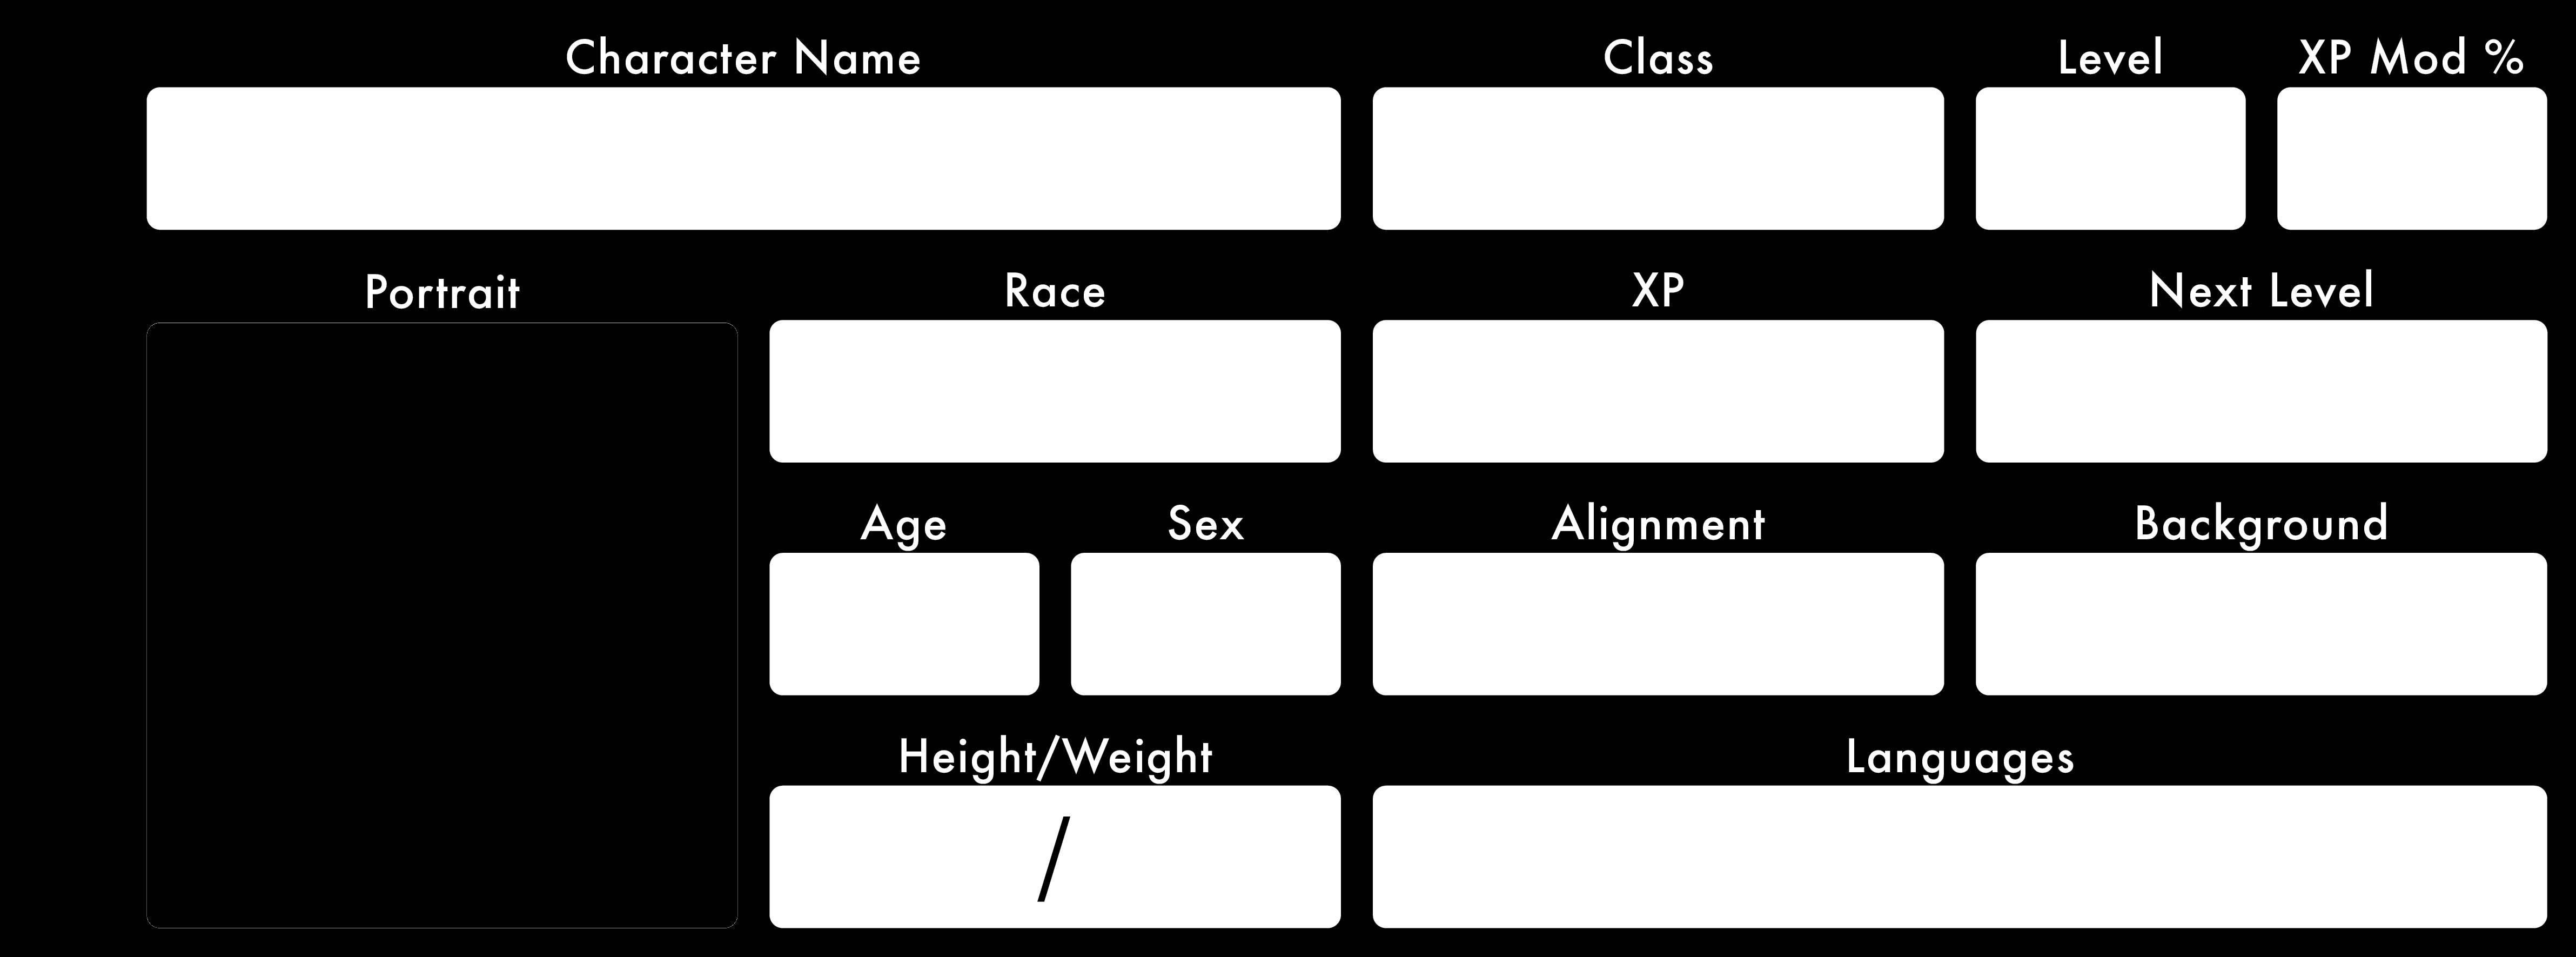 Character Name Class Level XP Mod %
Portrait Race XP Next Level
Age Sex Alignment Background
Height/Weight Languages
/